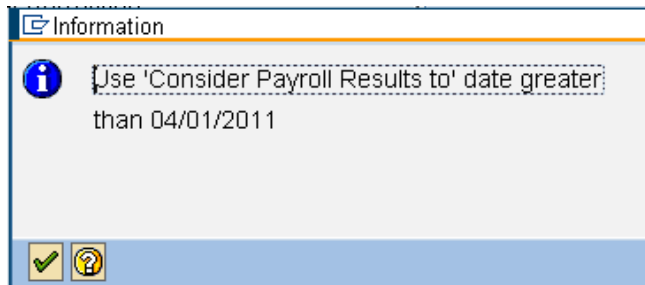 Information
Use 'Consider Payroll Results to' date greater
than 04/01/2011